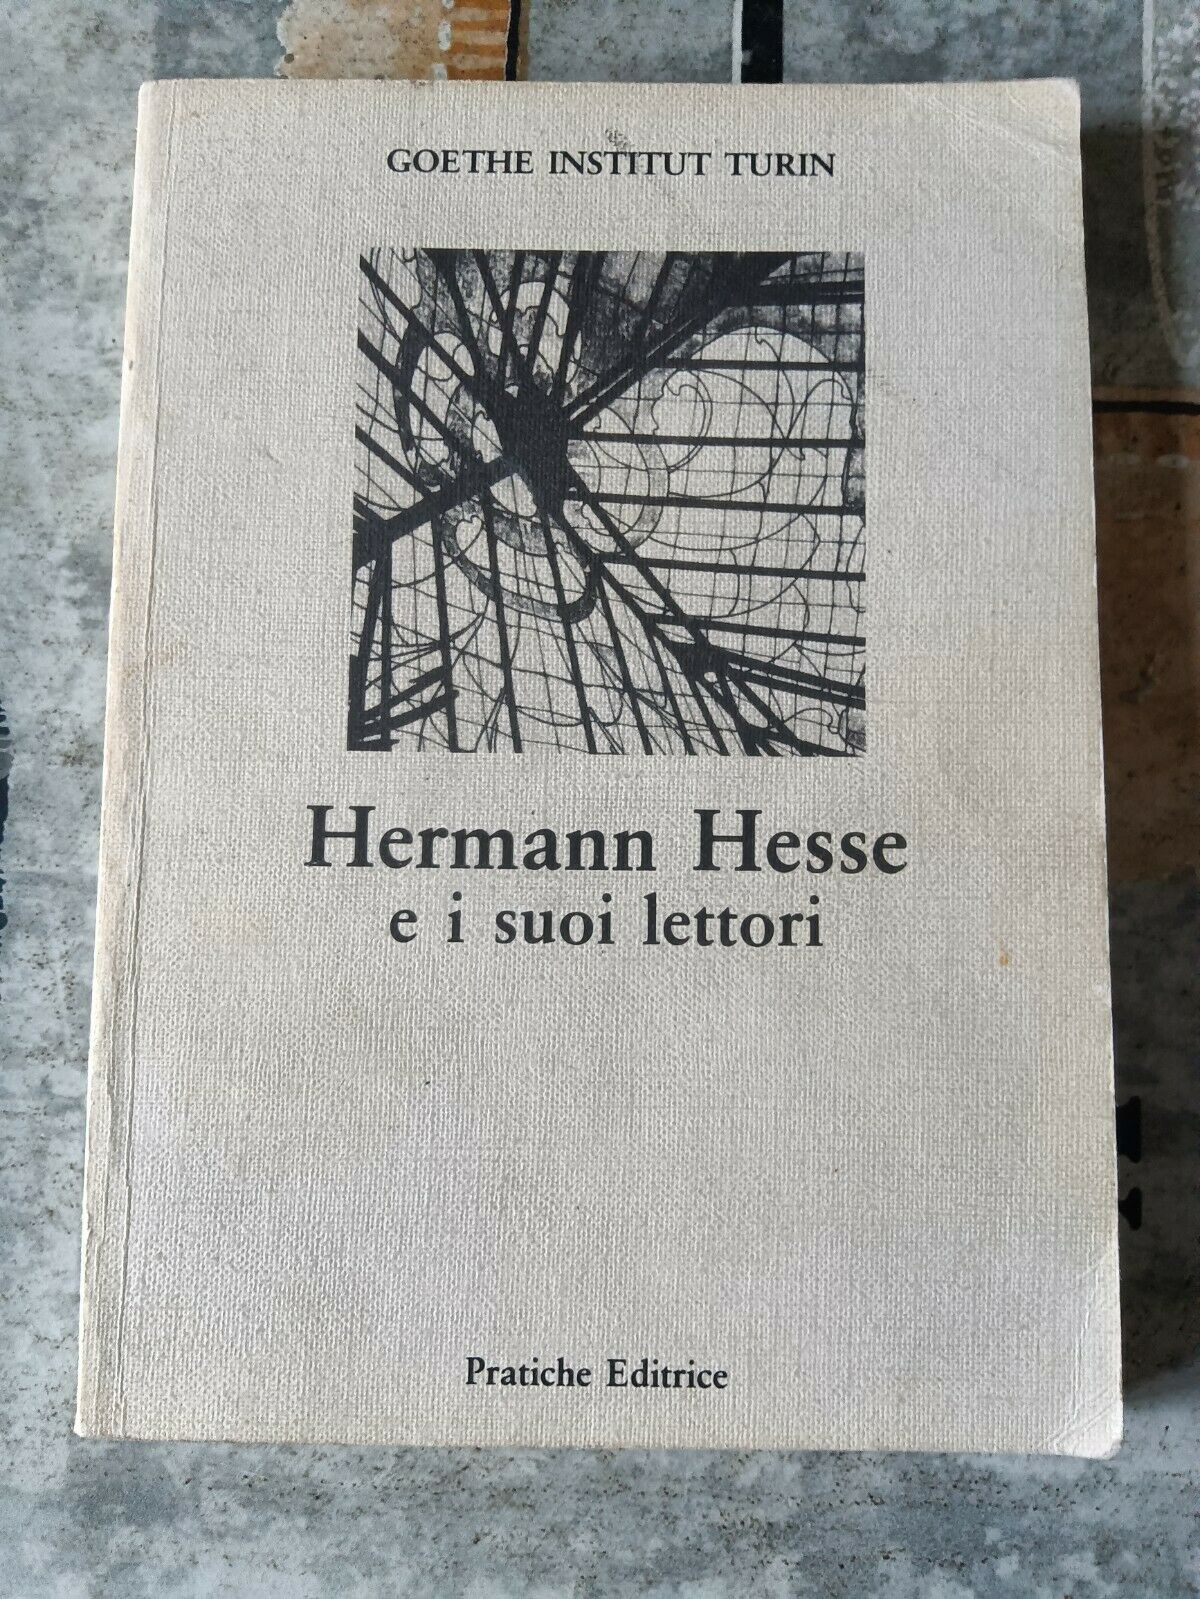 GOETHE INSTITUT TURIN
Hermann Hesse
e i suoi lettori
Pratiche Editrice